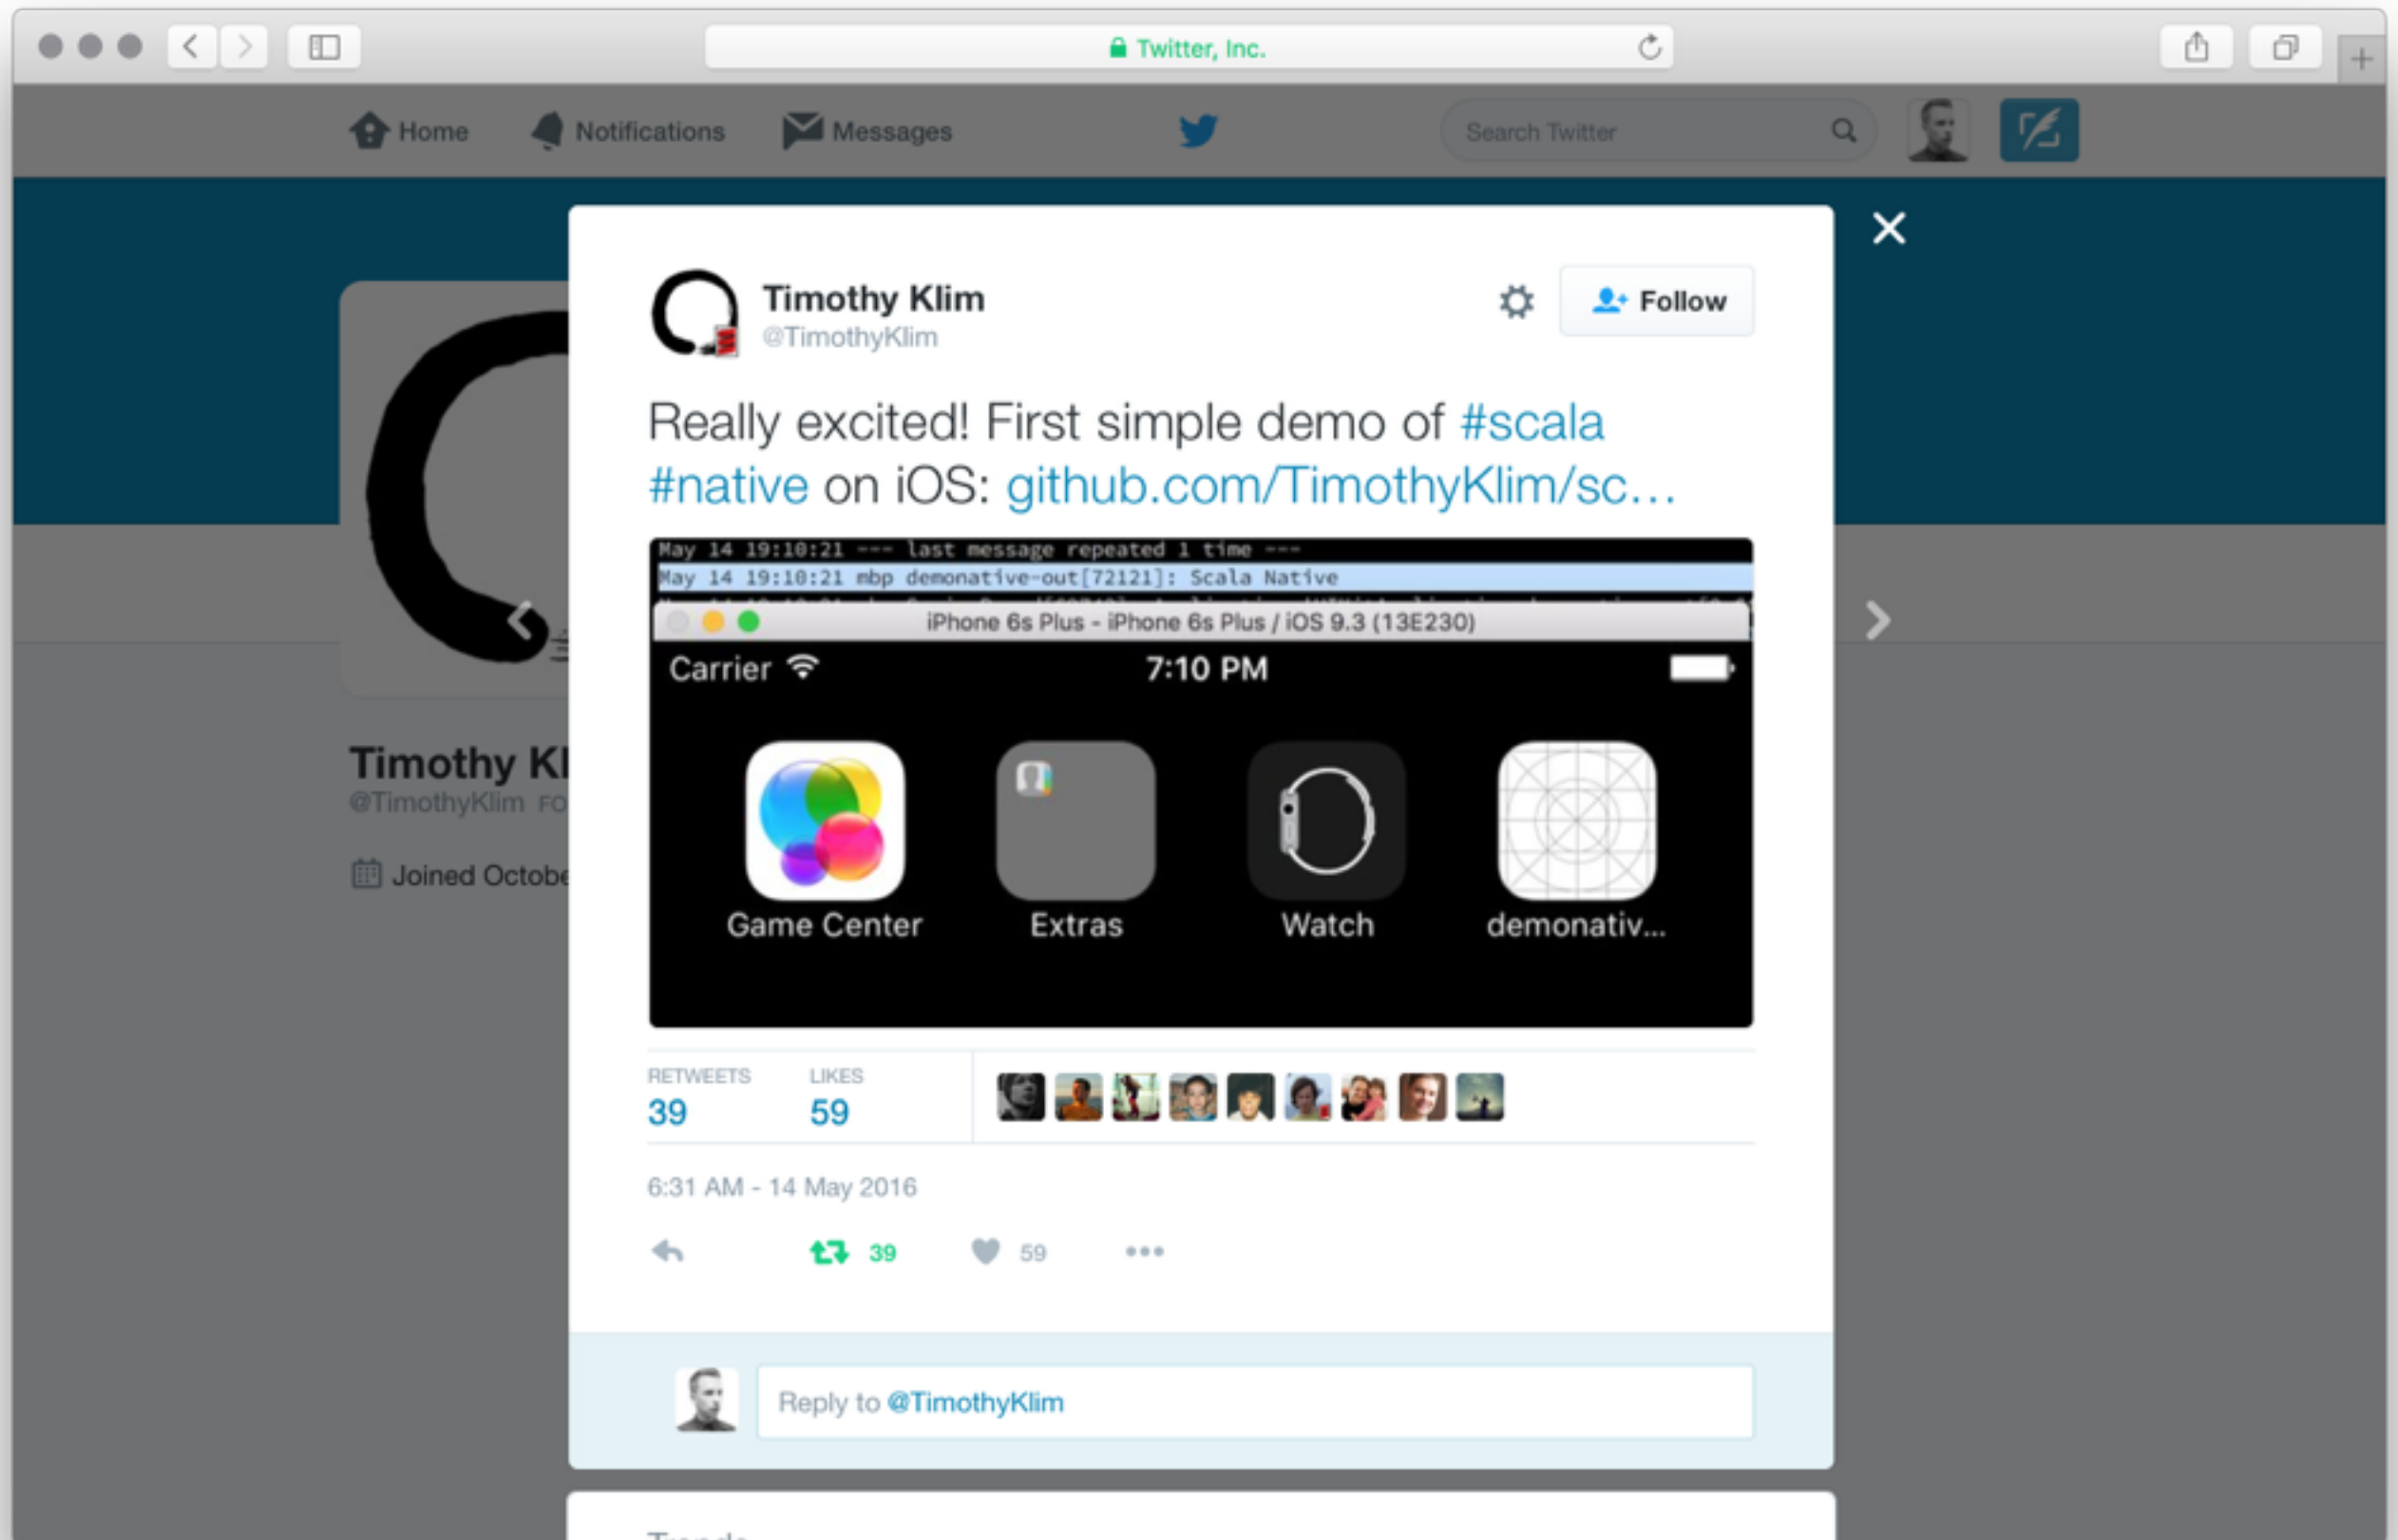 Twitter, Inc.
Home Notifications Messages Search Twitter
Timothy Klim
@TimothyKlim
Follow
Really excited! First simple demo of #scala
#native on iOS: github.com/TimothyKlim/sc...
May 14 19:10:21 --- last message repeated 1 time ---
May 14 19:10:21 mbp demonative-out[72121]: Scala Native
iPhone 6s Plus - iPhone 6s Plus / iOS 9.3 (13E230)
Carrier 7:10 PM
Game Center Extras Watch demonativ...
Timothy Kl
@TimothyKlim FO
Joined Octobe
RETWEETS LIKES
39 59
6:31 AM - 14 May 2016
39 59
Reply to @TimothyKlim